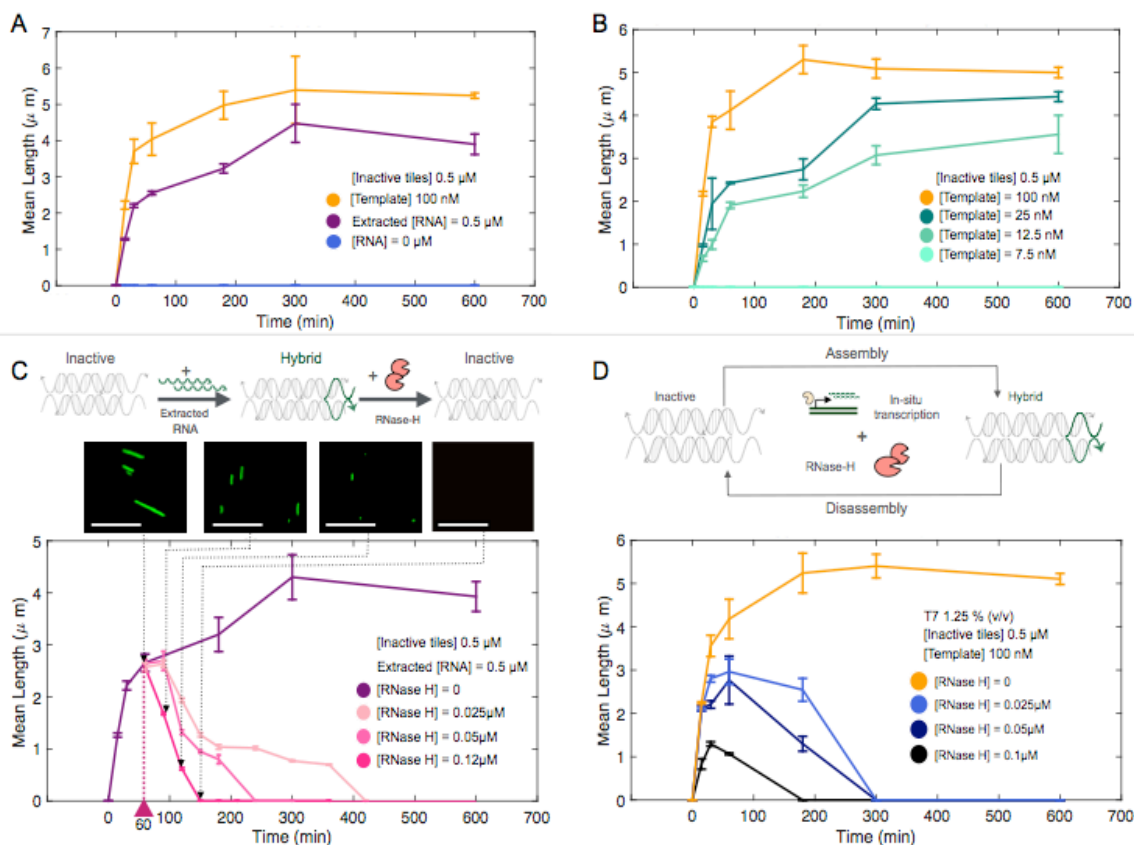 A
Mean Length (μ m)
7
6
5
4
3
2
1
0
[Inactive tiles] 0.5 μM
[Template] 100 nM
Extracted [RNA] = 0.5 μM
[RNA] = 0 μM
0 100 200 300 400 500 600 700
Time (min)
B
Mean Length (μ m)
6
5
4
3
2
1
0
[Inactive tiles] 0.5 μM
[Template] = 100 nM
[Template] = 25 nM
[Template] = 12.5 nM
[Template] = 7.5 nM
0 100 200 300 400 500 600 700
Time (min)
C
Inactive
+
Extracted
RNA
Hybrid
+
RNase-H
Inactive
Mean Length (μ m)
5
4
3
2
1
0
[Inactive tiles] 0.5 μM
Extracted [RNA] = 0.5 μM
[RNase H] = 0
[RNase H] = 0.025μM
[RNase H] = 0.05μM
[RNase H] = 0.12μM
0 100 200 300 400 500 600 700
60
Time (min)
D
Assembly
Inactive
In-situ
transcription
+
RNase-H
Hybrid
Disassembly
Mean Length (μ m)
6
5
4
3
2
1
0
T7 1.25 % (v/v)
[Inactive tiles] 0.5 μM
[Template] 100 nM
[RNase H] = 0
[RNase H] = 0.025μM
[RNase H] = 0.05μM
[RNase H] = 0.1μM
0 100 200 300 400 500 600 700
Time (min)